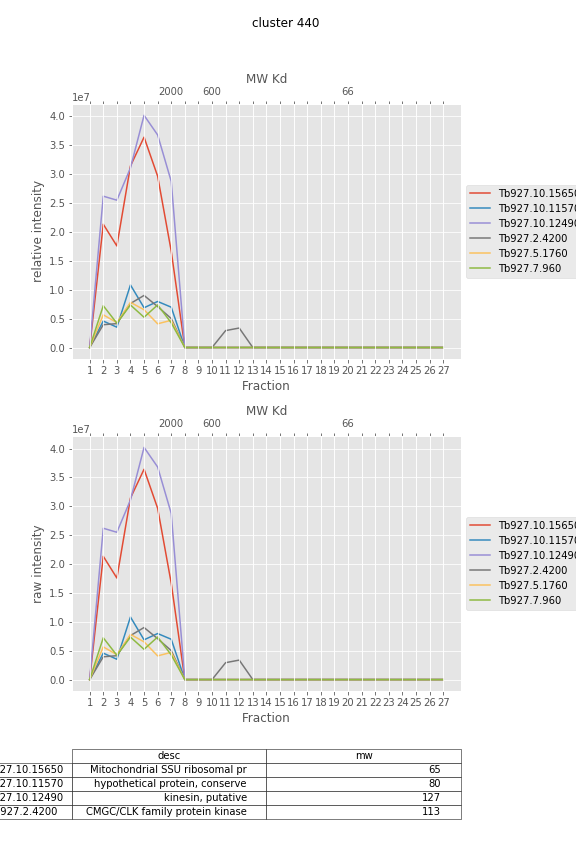 cluster 440
MW Kd
2000 600 66
1e7
4.0
3.5
3.0
2.5
2.0
1.5
1.0
0.5
0.0
relative intensity
1 2 3 4 5 6 7 8 9 10 11 12 13 14 15 16 17 18 19 20 21 22 23 24 25 26 27
Fraction
Tb927.10.15650
Tb927.10.11570
Tb927.10.12490
Tb927.2.4200
Tb927.5.1760
Tb927.7.960
MW Kd
2000 600 66
1e7
4.0
3.5
3.0
2.5
2.0
1.5
1.0
0.5
0.0
raw intensity
1 2 3 4 5 6 7 8 9 10 11 12 13 14 15 16 17 18 19 20 21 22 23 24 25 26 27
Fraction
Tb927.10.15650
Tb927.10.11570
Tb927.10.12490
Tb927.2.4200
Tb927.5.1760
Tb927.7.960
desc mw
27.10.15650 Mitochondrial SSU ribosomal pr 65
27.10.11570 hypothetical protein, conserve 80
27.10.12490 kinesin, putative 127
927.2.4200 CMGC/CLK family protein kinase 113